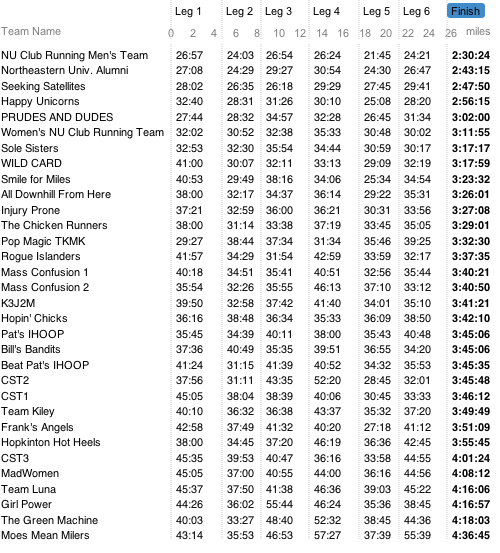 Leg 1 Leg 2 Leg 3 Leg 4 Leg 5 Leg 6 Finish
Team Name 0 2 4 6 8 10 12 14 16 18 20 22 24 26 miles
NU Club Running Men's Team 26:57 24:03 26:54 26:24 21:45 24:21 2:30:24
Northeastern Univ. Alumni 27:08 24:29 29:27 30:54 24:30 26:47 2:43:15
Seeking Satellites 28:02 26:35 26:18 29:29 27:45 29:41 2:47:50
Happy Unicorns 32:40 28:31 31:26 30:10 25:08 28:20 2:56:15
PRUDES AND DUDES 27:44 28:32 34:57 32:28 26:45 31:34 3:02:00
Women's NU Club Running Team 32:02 30:52 32:38 35:33 30:48 30:02 3:11:55
Sole Sisters 32:53 32:30 35:54 34:44 30:59 30:17 3:17:17
WILD CARD 41:00 30:07 32:11 33:13 29:09 32:19 3:17:59
Smile for Miles 40:53 29:49 38:16 34:06 25:34 34:54 3:23:32
All Downhill From Here 38:00 32:17 34:37 36:14 29:22 35:31 3:26:01
Injury Prone 37:21 32:59 36:00 36:21 30:31 33:56 3:27:08
The Chicken Runners 38:00 31:14 33:38 37:19 33:45 35:05 3:29:01
Pop Magic TKMK 29:27 38:44 37:34 31:34 35:46 39:25 3:32:30
Rogue Islanders 41:57 34:29 31:54 42:59 33:59 32:17 3:37:35
Mass Confusion 1 40:18 34:51 35:41 40:51 32:56 35:44 3:40:21
Mass Confusion 2 35:54 32:26 35:55 46:13 37:10 33:12 3:40:50
K3J2M 39:50 32:58 37:42 41:40 34:01 35:10 3:41:21
Hopin' Chicks 36:16 38:48 36:34 35:33 36:09 38:50 3:42:10
Pat's IHOOP 35:45 34:39 40:11 38:00 35:43 40:48 3:45:06
Bill's Bandits 37:36 40:49 35:35 39:51 36:55 34:20 3:45:06
Beat Pat's IHOOP 41:24 31:15 41:39 40:52 34:32 35:53 3:45:35
CST2 37:56 31:11 43:35 52:20 28:45 32:01 3:45:48
CST1 45:05 38:04 38:39 40:06 30:45 33:33 3:46:12
Team Kiley 40:10 36:32 36:38 43:37 35:32 37:20 3:49:49
Frank's Angels 42:58 37:49 41:32 40:20 27:18 41:12 3:51:09
Hopkinton Hot Heels 38:00 34:45 37:20 46:19 36:36 42:45 3:55:45
CST3 45:35 39:53 40:47 36:16 33:58 44:55 4:01:24
MadWomen 45:05 37:00 40:55 44:00 36:16 44:56 4:08:12
Team Luna 45:37 37:50 41:38 46:36 39:03 45:22 4:16:06
Girl Power 44:26 36:02 55:44 46:24 35:36 38:45 4:16:57
The Green Machine 40:03 33:27 48:40 52:32 38:45 44:36 4:18:03
Moes Mean Milers 43:14 35:53 46:53 57:27 37:39 55:39 4:36:45